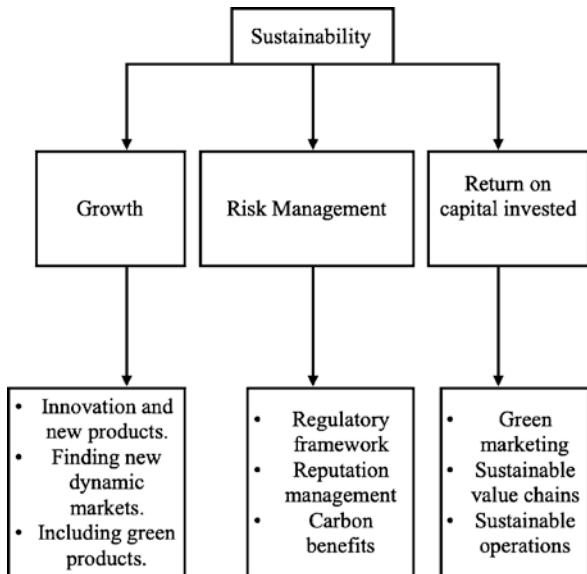 Sustainability
Growth
Risk Management
Return on
capital invested
• Innovation and
new products.
• Finding new
dynamic
markets.
• Including green
products.
• Regulatory
framework
• Reputation
management
• Carbon
benefits
• Green
marketing
• Sustainable
value chains
• Sustainable
operations